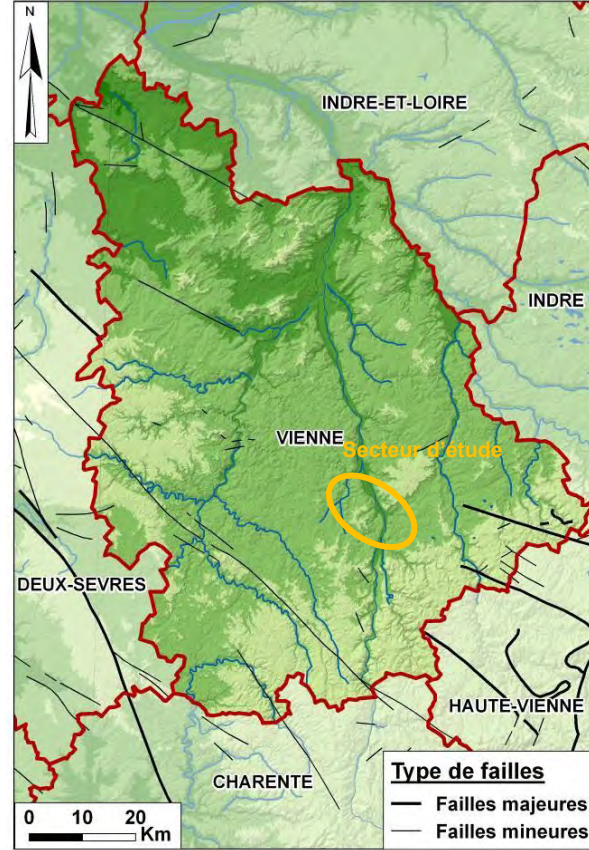 N
INDRE-ET-LOIRE
INDRE
VIENNE
Secteur d'étude
DEUX-SEVRES
HAUTE-VIENNE
CHARENTE
Type de failles
Failles majeures
Failles mineures
0 10 20
Km